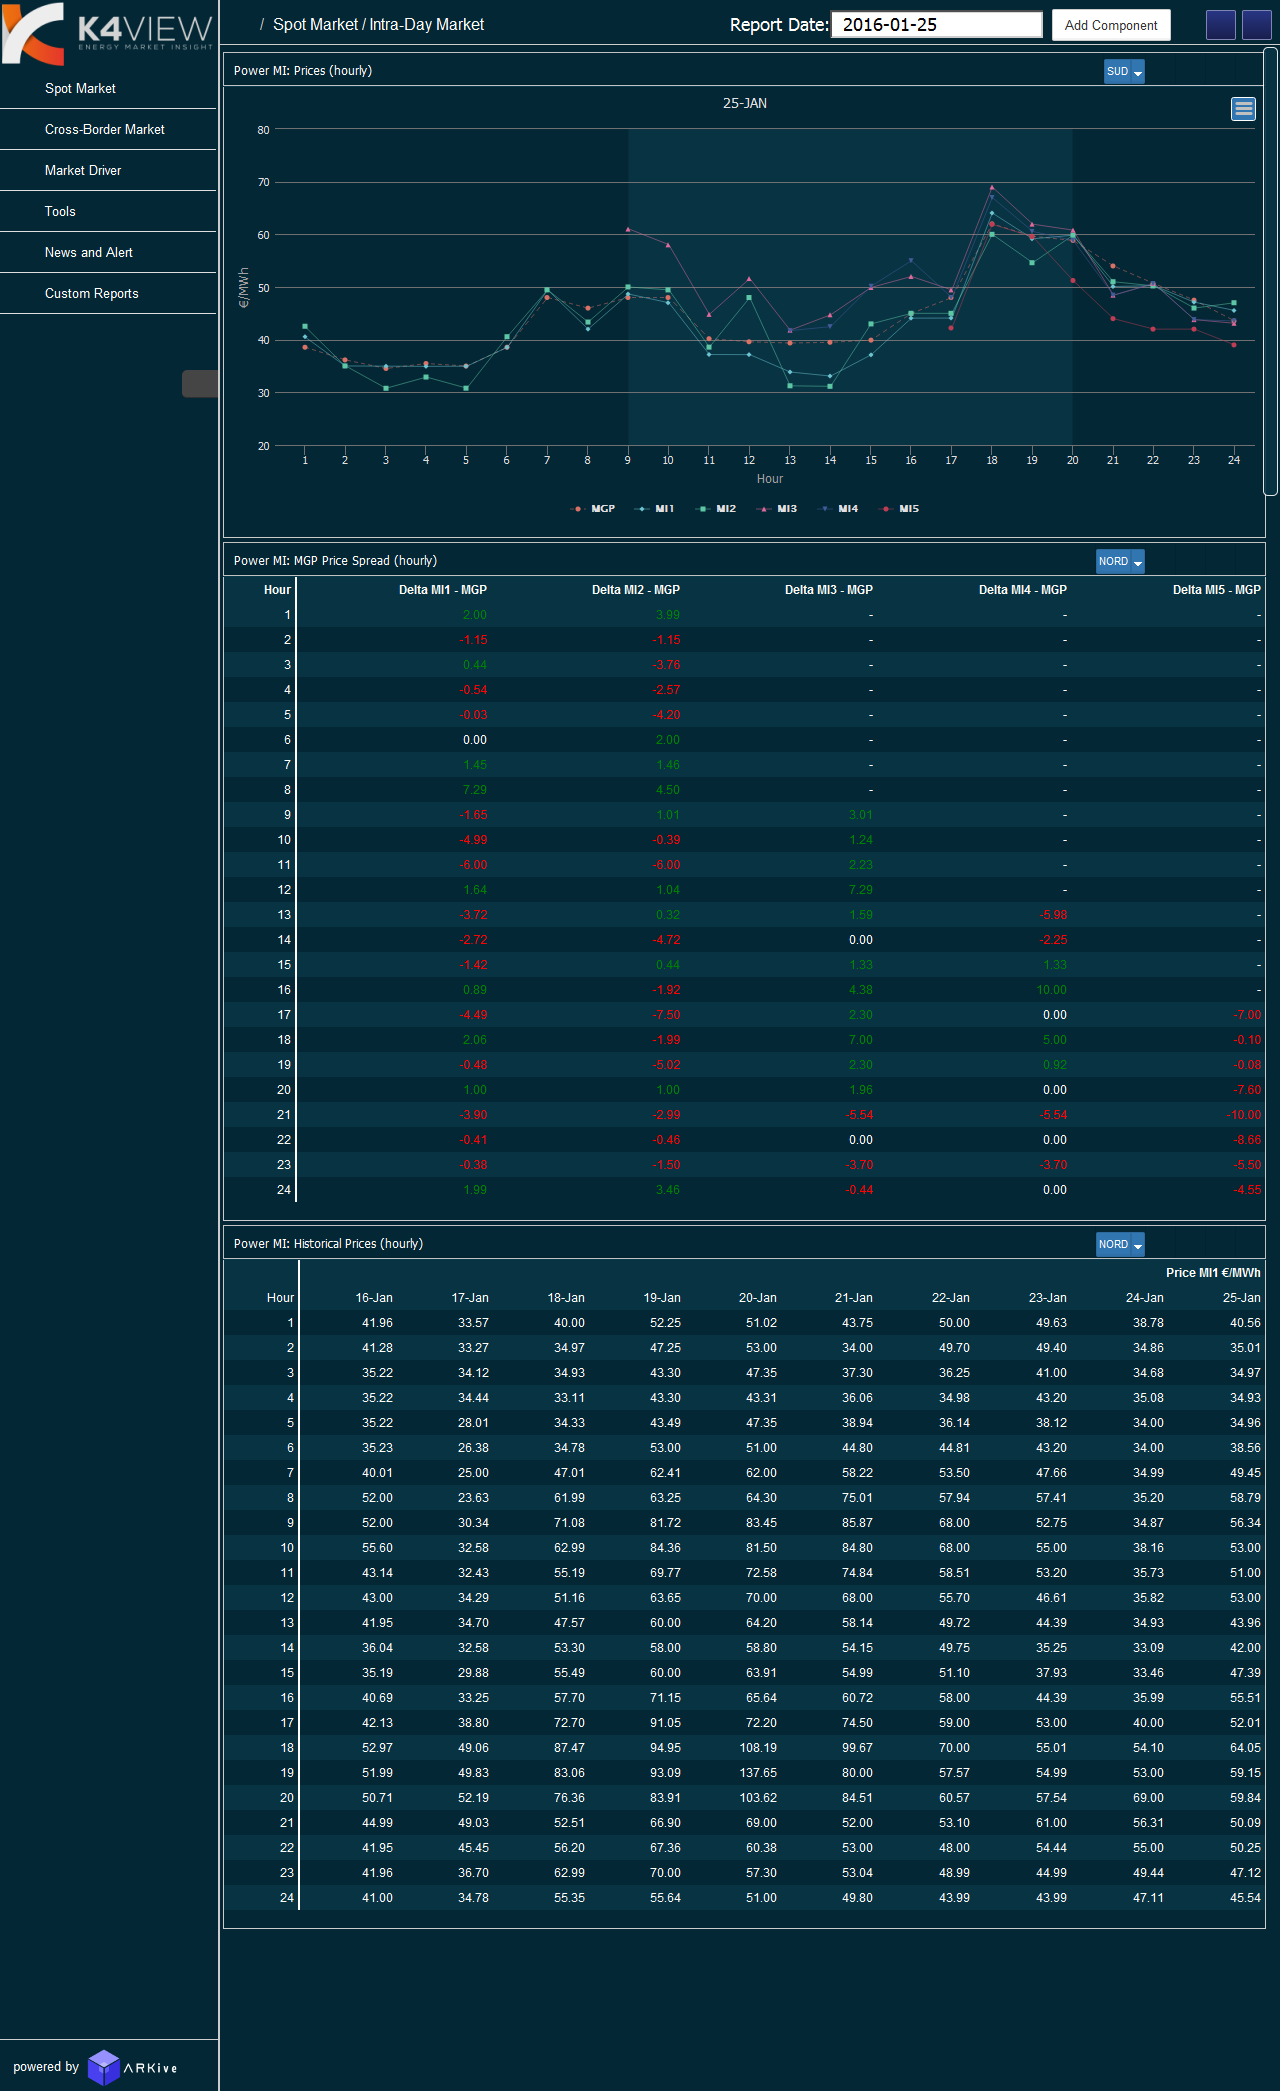 K4VIEW
ENERGY MARKET INSIGHT
/ Spot Market / Intra-Day Market
Report Date: 2016-01-25 Add Component
Spot Market
Cross-Border Market
Market Driver
Tools
News and Alert
Custom Reports
Power MI: Prices (hourly) SUD
25-JAN
80
70
60
50
40
30
20
€/MWh
1 2 3 4 5 6 7 8 9 10 11 12 13 14 15 16 17 18 19 20 21 22 23 24
Hour
MGP MI1 MI2 MI3 MI4 MI5
Power MI: MGP Price Spread (hourly) NORD
Hour Delta MI1 - MGP Delta MI2 - MGP Delta MI3 - MGP Delta MI4 - MGP Delta MI5 - MGP
1 2.00 3.99 - - -
2 -1.15 -1.15 - - -
3 0.44 -3.76 - - -
4 -0.54 -2.57 - - -
5 -0.03 -4.20 - - -
6 0.00 2.00 - - -
7 1.45 1.46 - - -
8 7.29 4.50 - - -
9 -1.65 1.01 3.01 - -
10 -4.99 -0.39 1.24 - -
11 -6.00 -6.00 2.23 - -
12 1.64 1.04 7.29 - -
13 -3.72 0.32 1.59 -5.98 -
14 -2.72 -4.72 0.00 -2.25 -
15 -1.42 0.44 1.33 1.33 -
16 0.89 -1.92 4.38 10.00 -
17 -4.49 -7.50 2.30 0.00 -7.00
18 2.06 -1.99 7.00 5.00 -0.10
19 -0.48 -5.02 2.30 0.92 -0.08
20 1.00 1.00 1.96 0.00 -7.60
21 -3.90 -2.99 -5.54 -5.54 -10.00
22 -0.41 -0.46 0.00 0.00 -8.66
23 -0.38 -1.50 -3.70 -3.70 -5.50
24 1.99 3.46 -0.44 0.00 -4.55
Power MI: Historical Prices (hourly) NORD
Price MI1 €/MWh
Hour 16-Jan 17-Jan 18-Jan 19-Jan 20-Jan 21-Jan 22-Jan 23-Jan 24-Jan 25-Jan
1 41.96 33.57 40.00 52.25 51.02 43.75 50.00 49.63 38.78 40.56
2 41.28 33.27 34.97 47.25 53.00 34.00 49.70 49.40 34.86 35.01
3 35.22 34.12 34.93 43.30 47.35 37.30 36.25 41.00 34.68 34.97
4 35.22 34.44 33.11 43.30 43.31 36.06 34.98 43.20 35.08 34.93
5 35.22 28.01 34.33 43.49 47.35 38.94 36.14 38.12 34.00 34.96
6 35.23 26.38 34.78 53.00 51.00 44.80 44.81 43.20 34.00 38.56
7 40.01 25.00 47.01 62.41 62.00 58.22 53.50 47.66 34.99 49.45
8 52.00 23.63 61.99 63.25 64.30 75.01 57.94 57.41 35.20 58.79
9 52.00 30.34 71.08 81.72 83.45 85.87 68.00 52.75 34.87 56.34
10 55.60 32.58 62.99 84.36 81.50 84.80 68.00 55.00 38.16 53.00
11 43.14 32.43 55.19 69.77 72.58 74.84 58.51 53.20 35.73 51.00
12 43.00 34.29 51.16 63.65 70.00 68.00 55.70 46.61 35.82 53.00
13 41.95 34.70 47.57 60.00 64.20 58.14 49.72 44.39 34.93 43.96
14 36.04 32.58 53.30 58.00 58.80 54.15 49.75 35.25 33.09 42.00
15 35.19 29.88 55.49 60.00 63.91 54.99 51.10 37.93 33.46 47.39
16 40.69 33.25 57.70 71.15 65.64 60.72 58.00 44.39 35.99 55.51
17 42.13 38.80 72.70 91.05 72.20 74.50 59.00 53.00 40.00 52.01
18 52.97 49.06 87.47 94.95 108.19 99.67 70.00 55.01 54.10 64.05
19 51.99 49.83 83.06 93.09 137.65 80.00 57.57 54.99 53.00 59.15
20 50.71 52.19 76.36 83.91 103.62 84.51 60.57 57.54 69.00 59.84
21 44.99 49.03 52.51 66.90 69.00 52.00 53.10 61.00 56.31 50.09
22 41.95 45.45 56.20 67.36 60.38 53.00 48.00 54.44 55.00 50.25
23 41.96 36.70 62.99 70.00 57.30 53.04 48.99 44.99 49.44 47.12
24 41.00 34.78 55.35 55.64 51.00 49.80 43.99 43.99 47.11 45.54
powered by ARKive